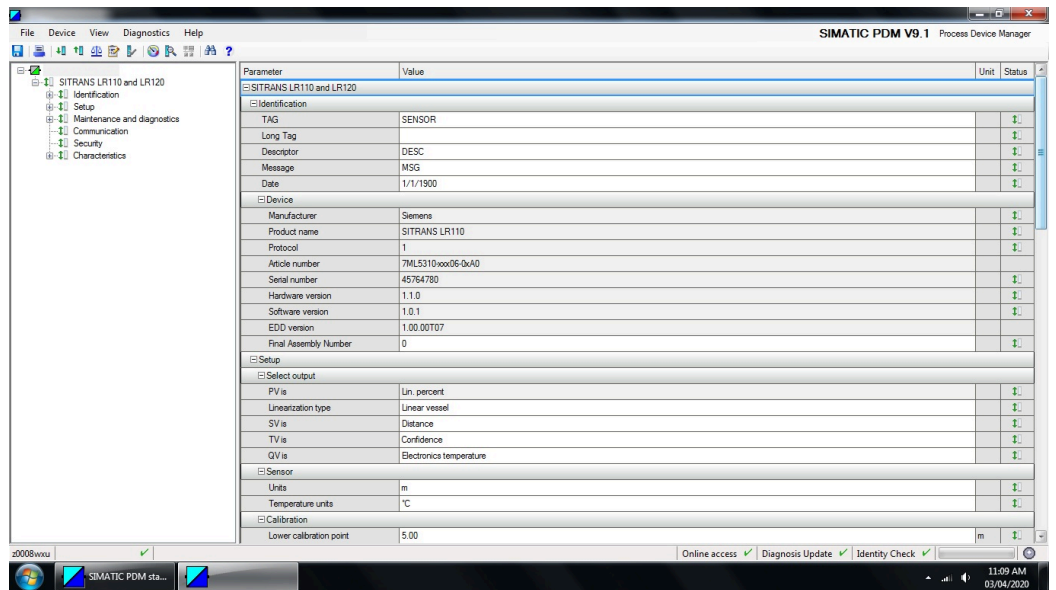 File Device View Diagnostics Help
SIMATIC PDM V9.1 Process Device Manager
SITRANS LR110 and LR120
Identification
Setup
Maintenance and diagnostics
Communication
Security
Characteristics
Parameter Value Unit Status
SITRANS LR110 and LR120
Identification
TAG SENSOR
Long Tag
Descriptor DESC
Message MSG
Date 1/1/1900
Device
Manufacturer Siemens
Product name SITRANS LR110
Protocol 1
Article number 7ML5310-xxx06-0xA0
Serial number 45764780
Hardware version 1.1.0
Software version 1.0.1
EDD version 1.00.00T07
Final Assembly Number 0
Setup
Select output
PV is Lin. percent
Linearization type Linear vessel
SV is Distance
TV is Confidence
QV is Electronics temperature
Sensor
Units m
Temperature units °C
Calibration
Lower calibration point 5.00 m
z0008wxu Online access Diagnosis Update Identity Check
SIMATIC PDM sta...
11:09 AM
03/04/2020